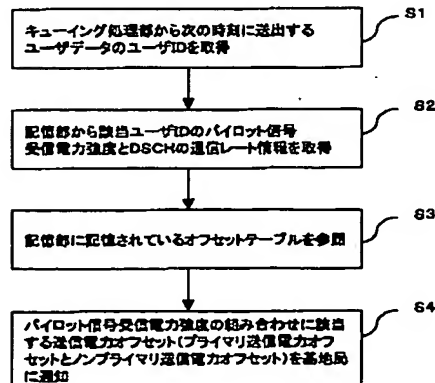 S1
キューイング処理部から次の時刻に送出する
ユーザデータのユーザIDを取得
S2
記憶部から該当ユーザIDのパイロット信号
受信電力強度とDSCHの通信レート情報を取得
S3
記憶部に記憶されているオフセットテーブルを参照
S4
パイロット信号受信電力強度の組み合わせに該当
する送信電力オフセット(プライマリ送信電力オフ
セットとノンプライマリ送信電力オフセット)を基地局
に通知